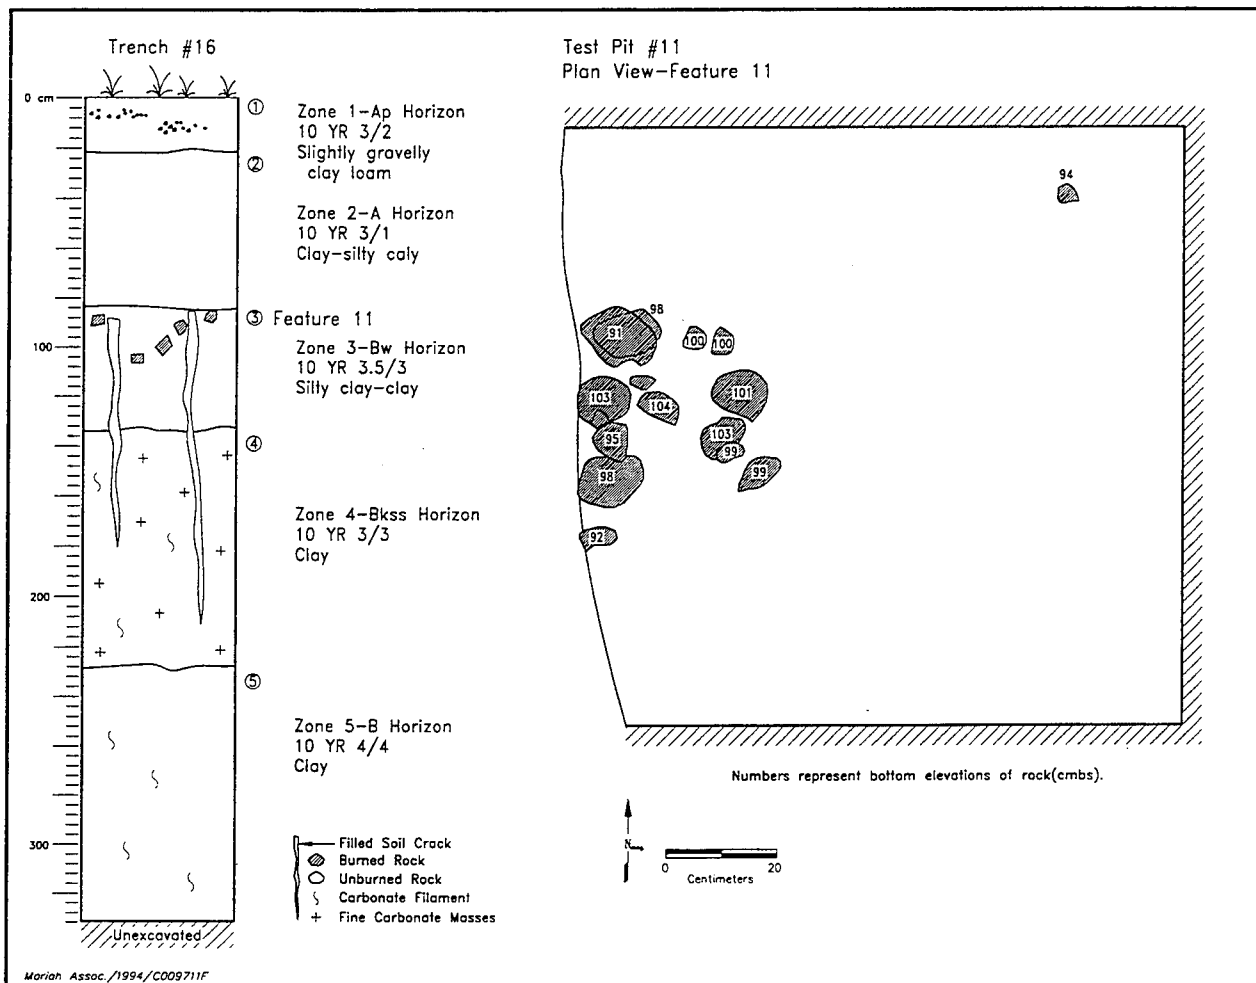 Trench #16
0 cm
100
200
300
①
Zone 1-Ap Horizon
10 YR 3/2
Slightly gravelly
clay loam
②
Zone 2-A Horizon
10 YR 3/1
Clay-silty caly
③ Feature 11
Zone 3-Bw Horizon
10 YR 3.5/3
Silty clay-clay
④
Zone 4-Bkss Horizon
10 YR 3/3
Clay
⑤
Zone 5-B Horizon
10 YR 4/4
Clay
Filled Soil Crack
Burned Rock
Unburned Rock
Carbonate Filament
Fine Carbonate Masses
Unexcavated
Moriah Assoc./1994/C009711F
Test Pit #11
Plan View-Feature 11
94
98
91
100 100
103
104
101
95
103
99
98
99
92
Numbers represent bottom elevations of rock(cmbs).
N
0 20
Centimeters